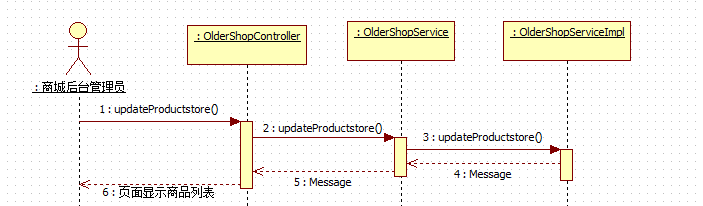 : OlderShopController
: OlderShopService
: OlderShopServiceImpl
: 商城后台管理员
1 : updateProductstore()
2 : updateProductstore()
3 : updateProductstore()
4 : Message
5 : Message
6 : 页面显示商品列表